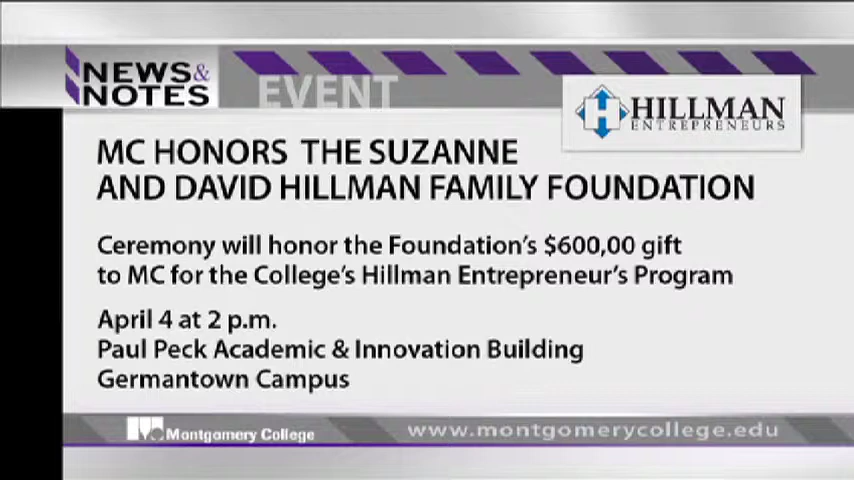 NEWS&
NOTES
EVENT
HILLMAN
ENTREPRENEURS
MC HONORS THE SUZANNE
AND DAVID HILLMAN FAMILY FOUNDATION
Ceremony will honor the Foundation's $600,00 gift
to MC for the College's Hillman Entrepreneur's Program
April 4 at 2 p.m.
Paul Peck Academic & Innovation Building
Germantown Campus
Montgomery College
www.montgomerycollege.edu